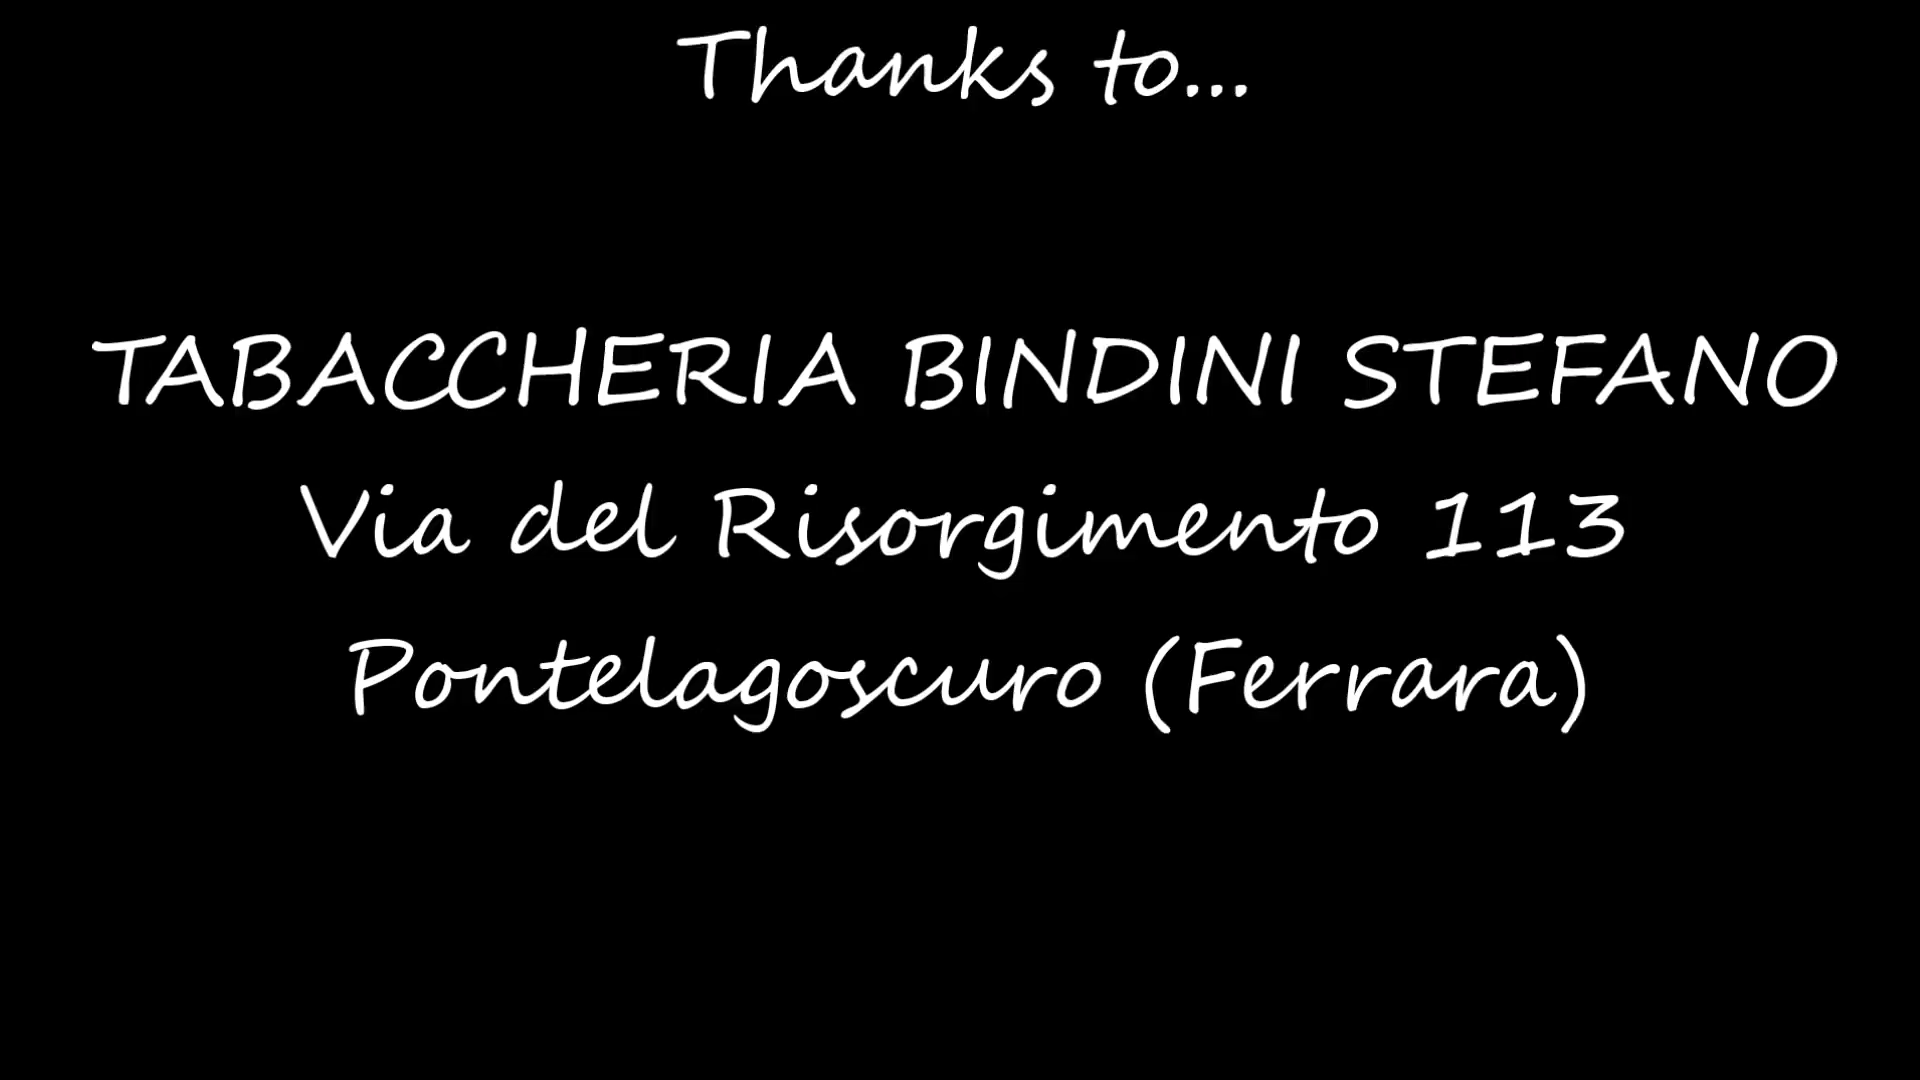 Thanks to...
TABACCHERIA BINDINI STEFANO
Via del Risorgimento 113
Pontelagoscuro (Ferrara)